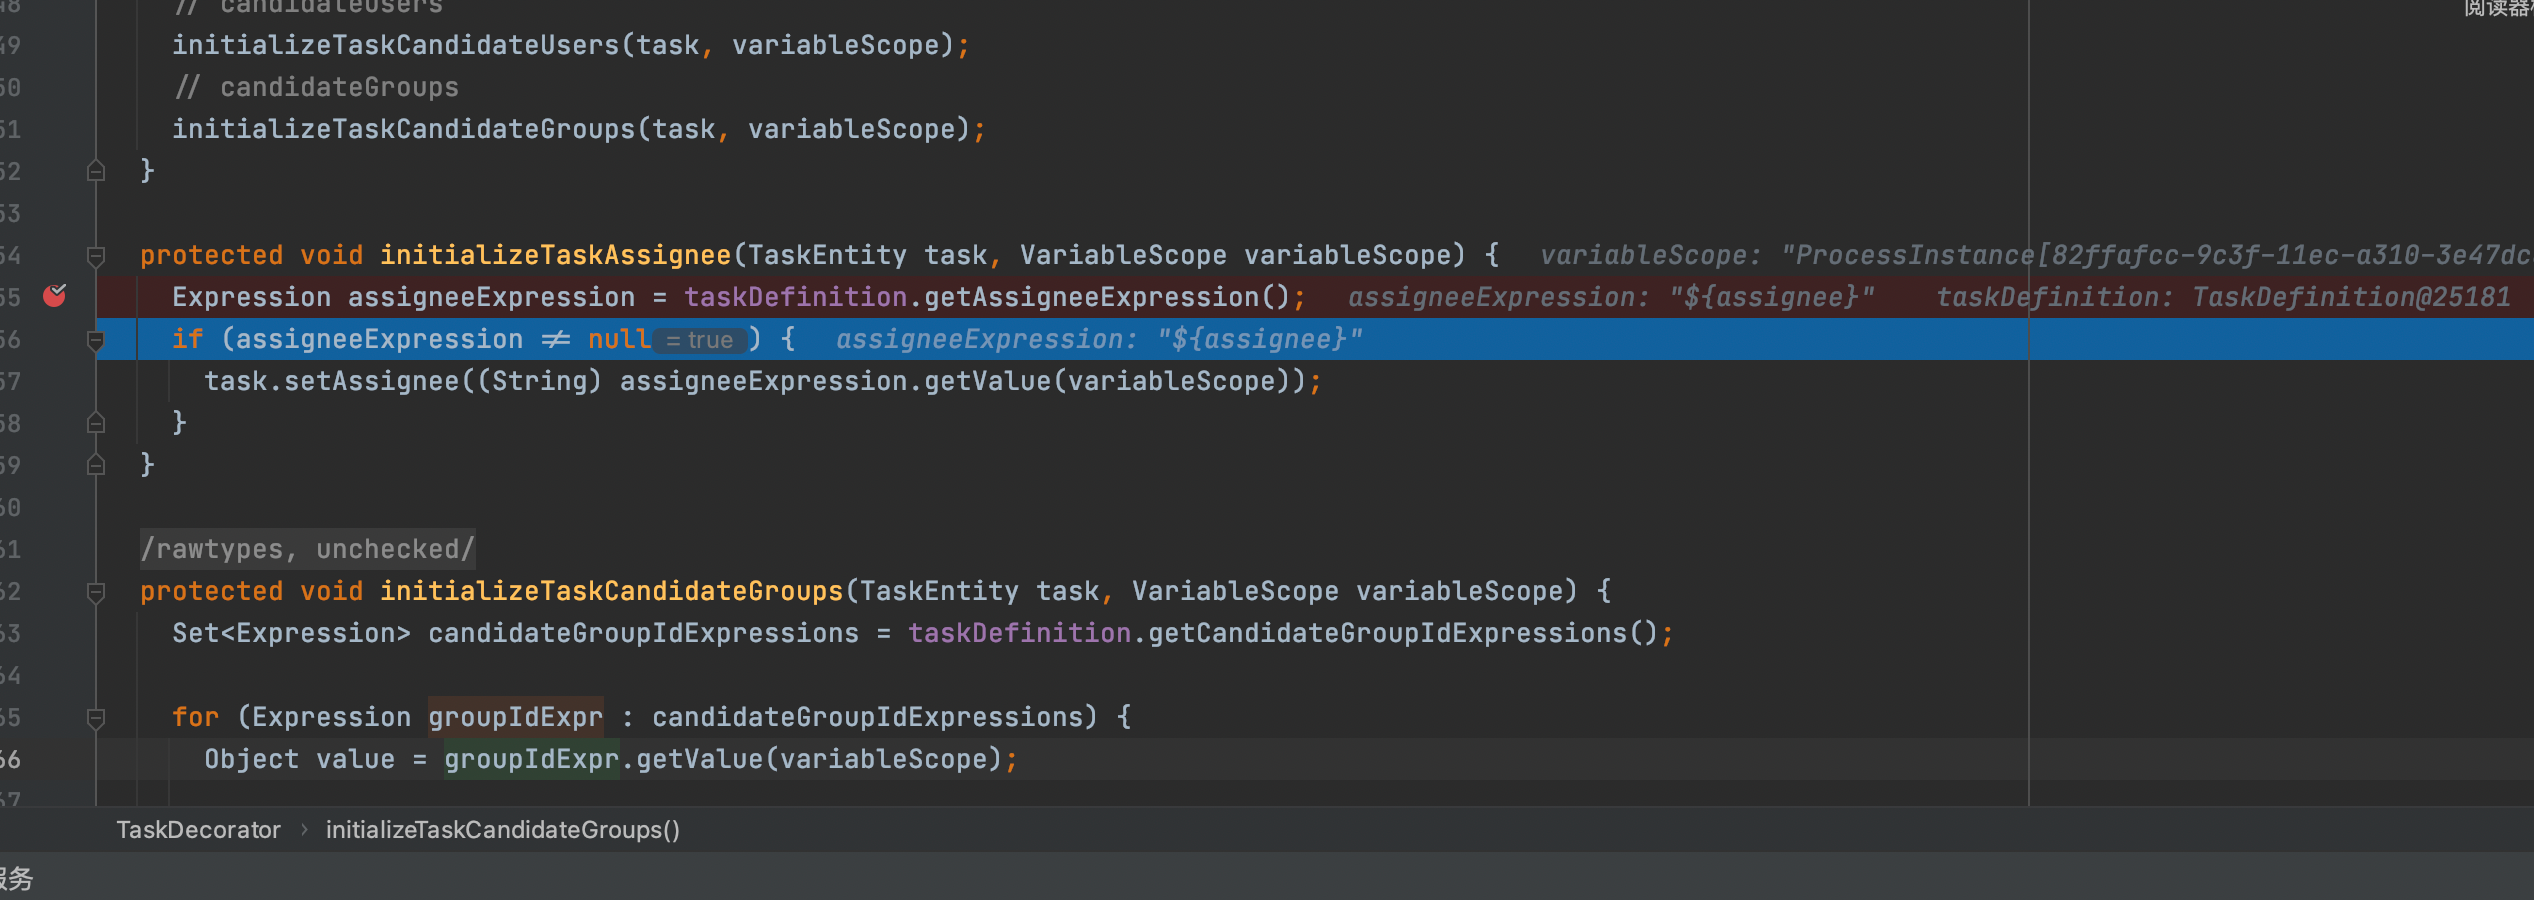 48 // candidateUsers
阅读器
49 initializeTaskCandidateUsers(task, variableScope);
50 // candidateGroups
51 initializeTaskCandidateGroups(task, variableScope);
52 }
53
54 protected void initializeTaskAssignee(TaskEntity task, VariableScope variableScope) { variableScope: "ProcessInstance[82ffafcc-9c3f-11ec-a310-3e47dc
55 Expression assigneeExpression = taskDefinition.getAssigneeExpression(); assigneeExpression: "${assignee}" taskDefinition: TaskDefinition@25181
56 if (assigneeExpression ≠ null = true ) { assigneeExpression: "${assignee}"
57 task.setAssignee((String) assigneeExpression.getValue(variableScope));
58 }
59 }
60
61 /rawtypes, unchecked/
62 protected void initializeTaskCandidateGroups(TaskEntity task, VariableScope variableScope) {
63 Set<Expression> candidateGroupIdExpressions = taskDefinition.getCandidateGroupIdExpressions();
64
65 for (Expression groupIdExpr : candidateGroupIdExpressions) {
66 Object value = groupIdExpr.getValue(variableScope);
67
TaskDecorator › initializeTaskCandidateGroups()
服务